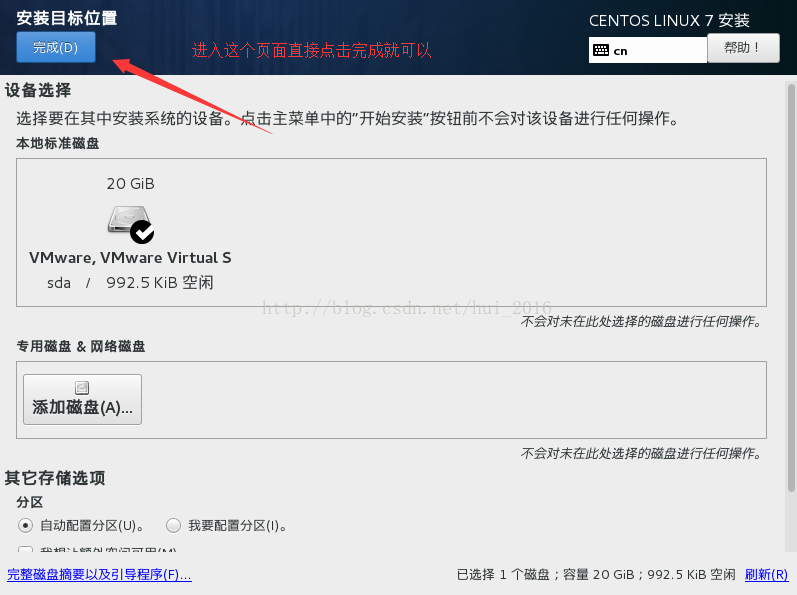 安装目标位置
CENTOS LINUX 7 安装
完成(D)
进入这个页面直接点击完成就可以
cn
帮助！
设备选择
选择要在其中安装系统的设备。点击主菜单中的"开始安装"按钮前不会对该设备进行任何操作。
本地标准磁盘
20 GiB
VMware, VMware Virtual S
sda / 992.5 KiB 空闲
http://blog.csdn.net/hui_2016
不会对未在此处选择的磁盘进行任何操作。
专用磁盘 & 网络磁盘
添加磁盘(A)...
不会对未在此处选择的磁盘进行任何操作。
其它存储选项
分区
自动配置分区(U)。 我要配置分区(I)。
我想让额外空间可用(M)
完整磁盘摘要以及引导程序(F)...
已选择 1 个磁盘；容量 20 GiB；992.5 KiB 空闲 刷新(R)